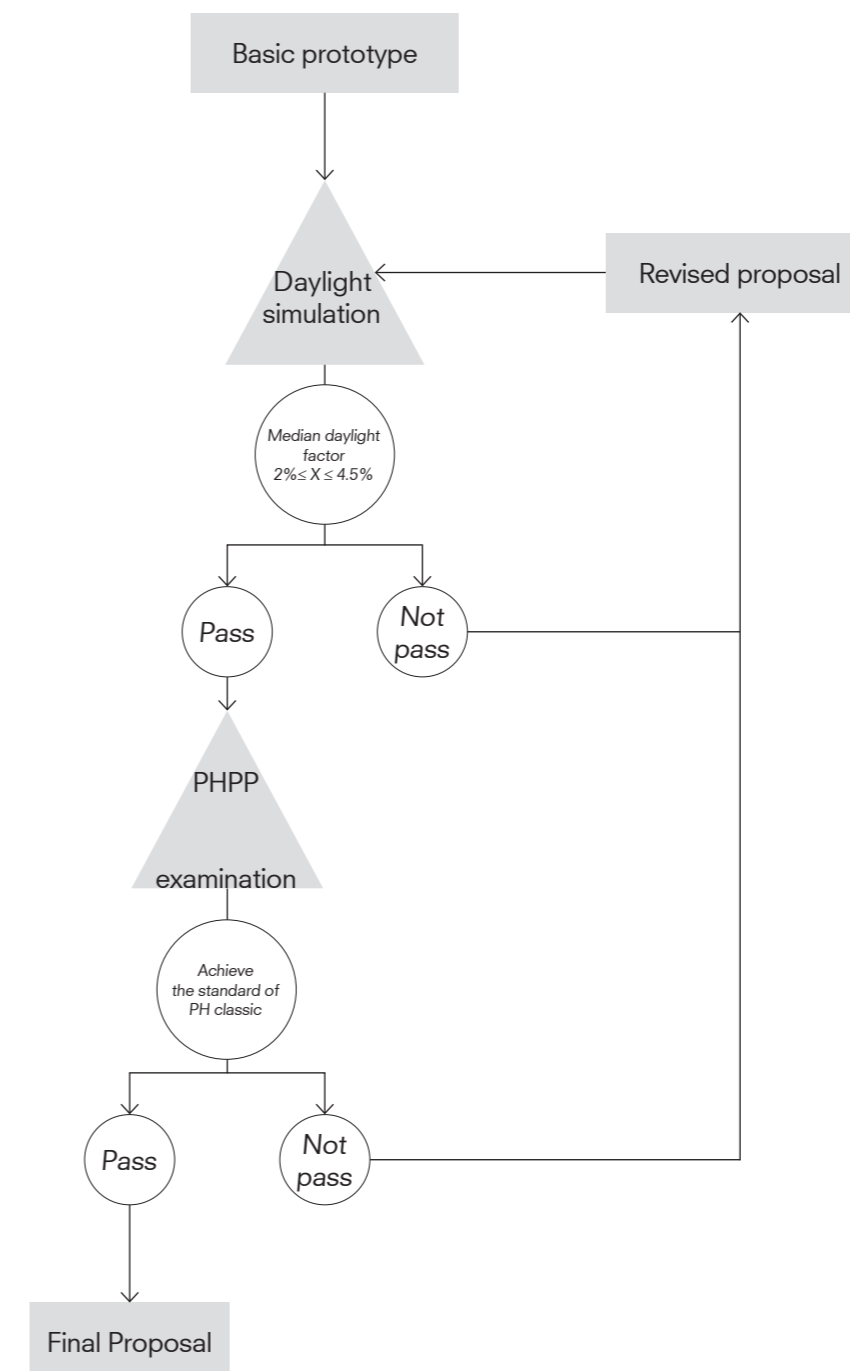 Basic prototype
Daylight
simulation
Revised proposal
Median daylight
factor
2%≤ X ≤ 4.5%
Pass
Not
pass
PHPP
examination
Achieve
the standard of
PH classic
Pass
Not
pass
Final Proposal